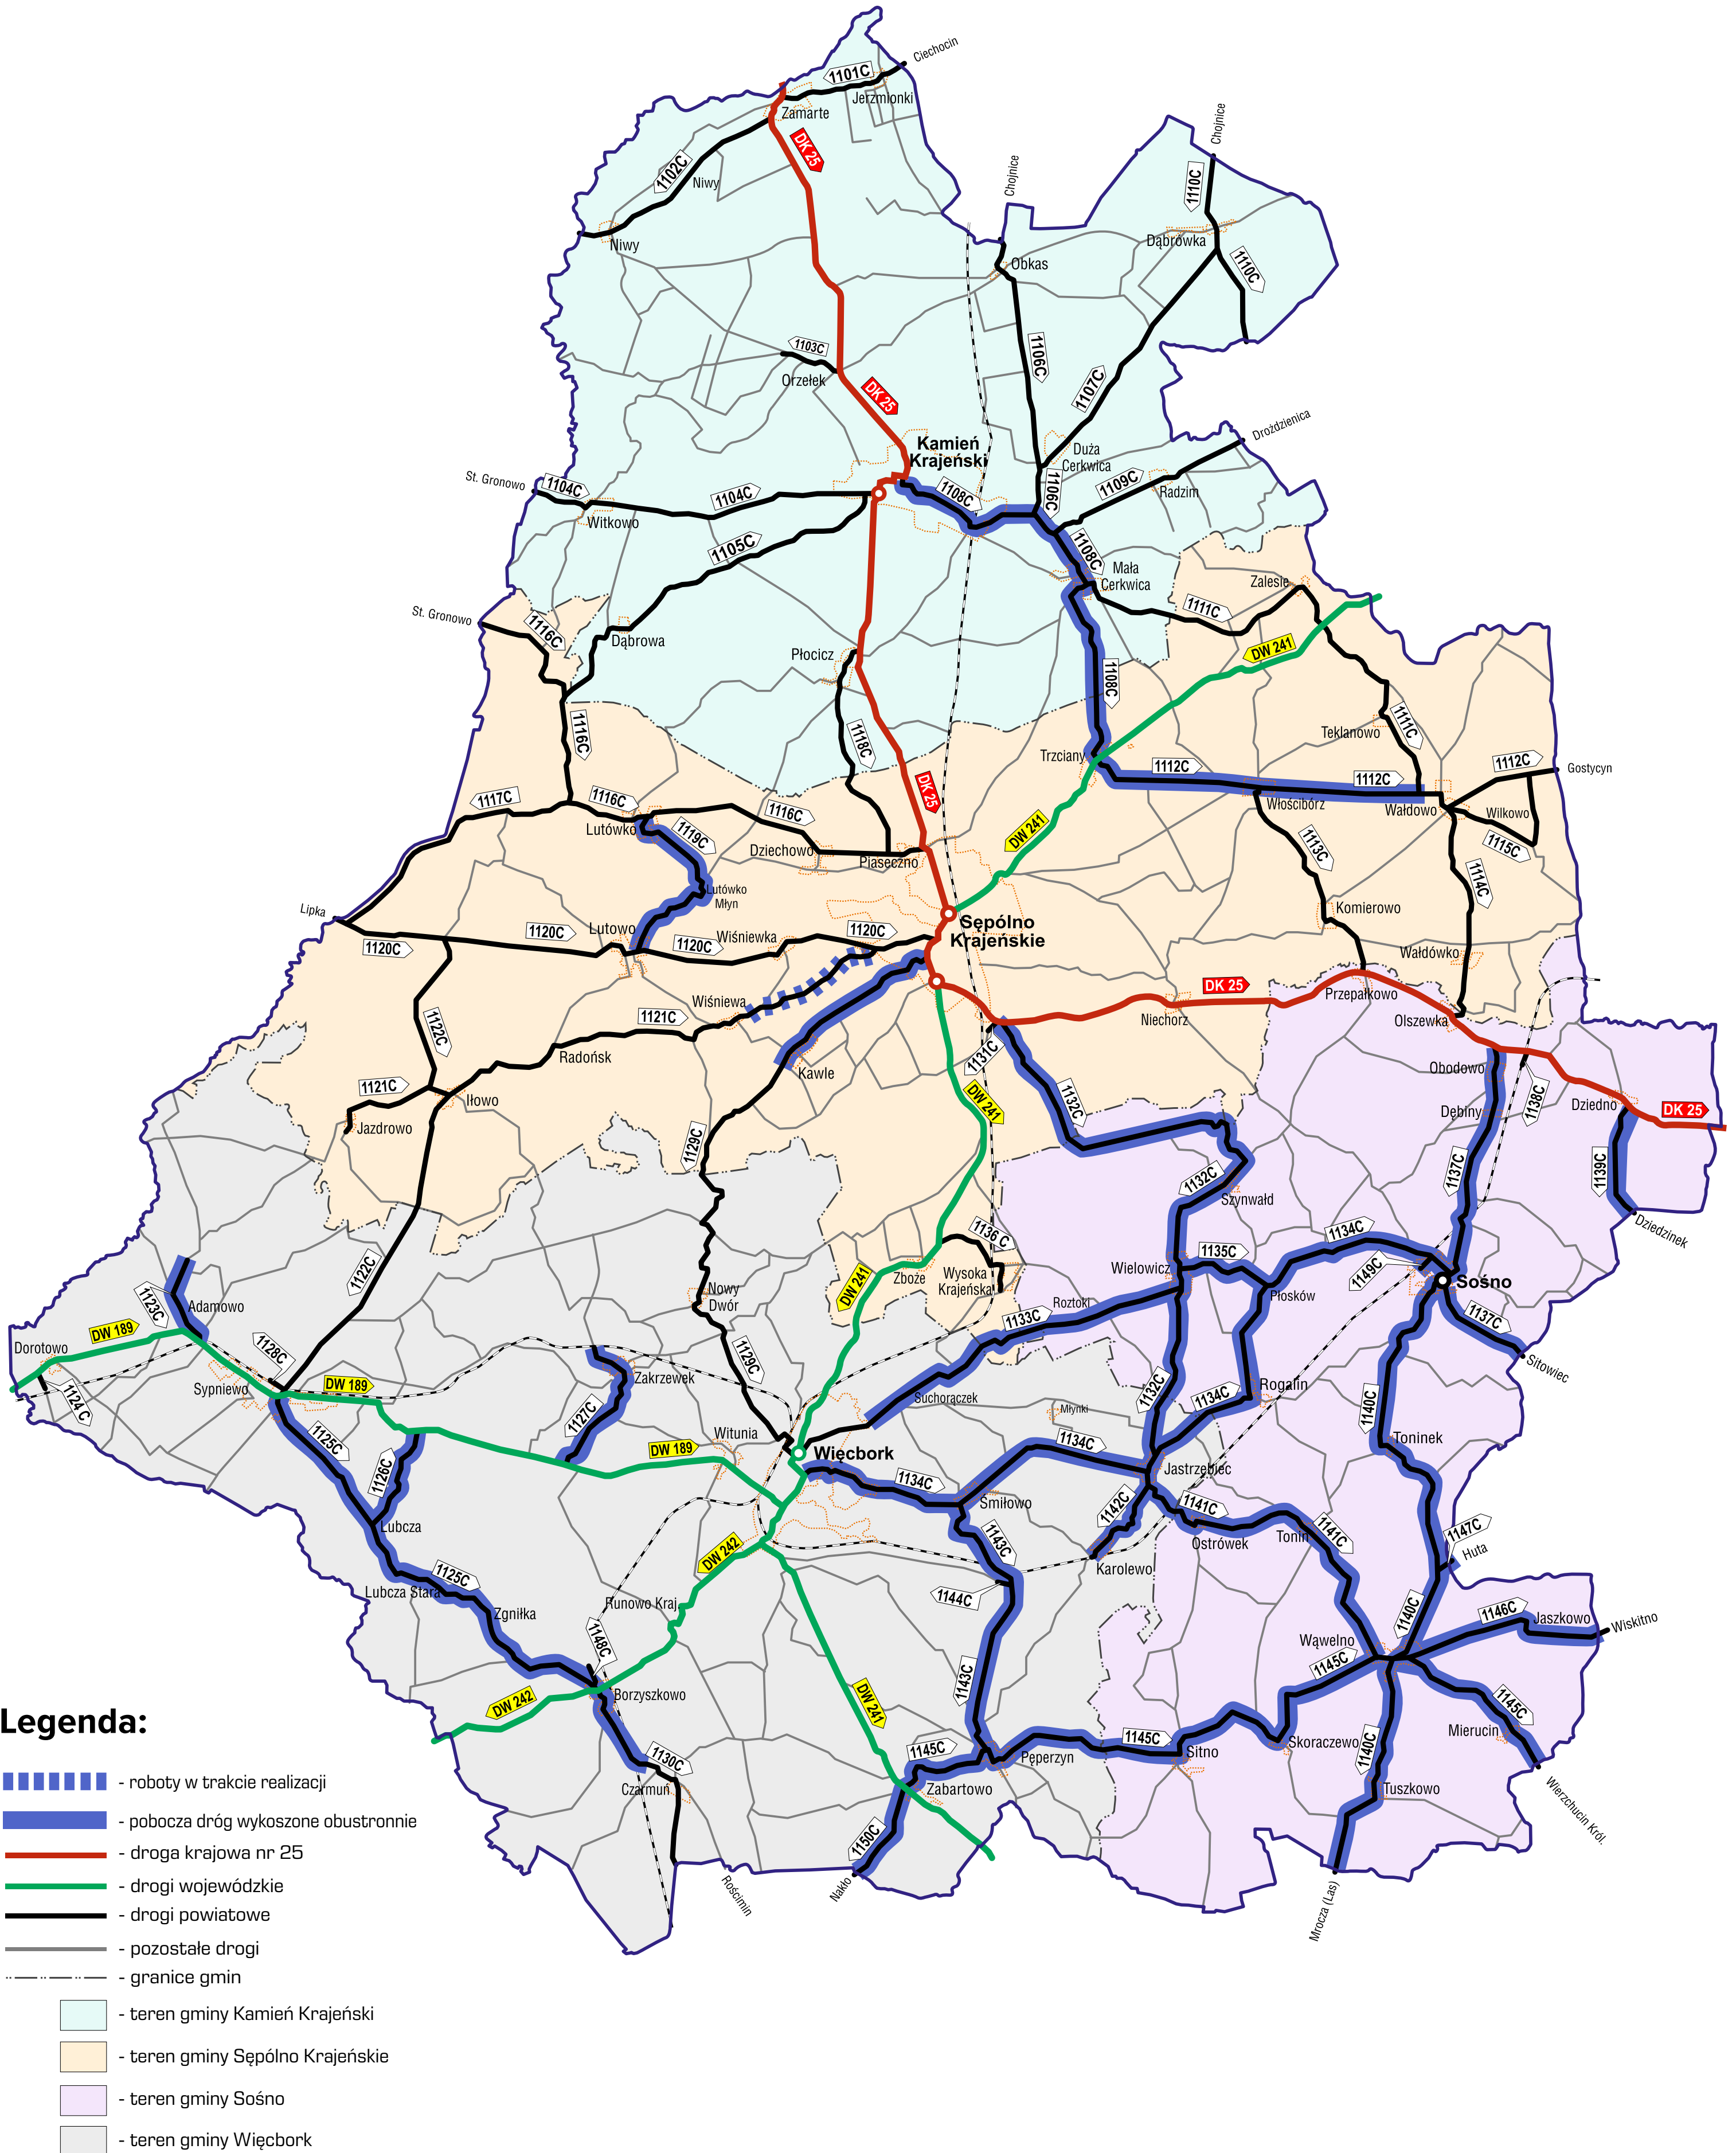 Ciechocin
1101C
Jerzmionki
Zamarte
DK 25
1102C
Niwy
Niwy
Chojnice
Chojnice
1110C
Dąbrówka
1110C
Obkas
1103C
Orzełek
1106C
1107C
DK 25
Kamień
Krajeński
Duża
Cerkwica
Drożdzienica
St. Gronowo
1104C
1104C
Witkowo
1108C
1106C
1109C
Radzim
1105C
1108C
Mała
Cerkwica
Zalesie
St. Gronowo
1116C
Dąbrowa
Płocicz
1111C
DW 241
1108C
1116C
1118C
Teklanowo
1111C
Trzciany
1112C
1112C
1112C
Gostycyn
DK 25
1117C
1116C
1116C
Lutówko
1119C
Dziechowo
Piaseczno
DW 241
Włościbórz
Wałdowo
Wilkowo
1113C
1115C
1114C
Lutówko
Młyn
Lipka
1120C
1120C
Lutowo
1120C
Wiśniewka
1120C
Sepólno
Krajeńskie
Komierowo
Wałdówko
Wiśniewa
1121C
DK 25
Niechorz
Przepałkowo
Olszewka
1122C
Radońsk
Kawle
1131C
1132C
DW 241
Obodowo
Dębiny
1138C
Dziedno
DK 25
1121C
Iłowo
Jazdrowo
1129C
1132C
Szynwałd
1137C
1139C
Dziedzinek
1136 C
Zboże
Wysoka
Krajeńska
1134C
1135C
Wielowicz
1149C
Sośno
Płosków
1122C
DW 241
Nowy
Dwór
Roztoki
1133C
1137C
Sitowiec
1123C
Adamowo
DW 189
Dorotowo
1124 C
1128C
Sypniewo
DW 189
1129C
Zakrzewek
1127C
Suchorączek
Młynki
1132C
1134C
Rogalin
1140C
Toninek
1125C
1126C
Witunia
DW 189
Więcbork
1134C
1134C
Jastrzębiec
Smiłowo
1142C
1141C
Ostrówek
Tonin
1141C
1147C
Huta
Lubcza
1125C
Lubcza Stara
Zgniłka
DW 242
Runowo Kraj.
1143C
1144C
Karolewo
1148C
1140C
1146C
Jaszkowo
Wiskitno
Wąwelno
1145C
Borzyszkowo
DW 242
DW 241
1143C
1145C
Mierucin
Wierzchucin Król.
1130C
Czarmuń
1145C
Pęperzyn
1145C
Sitno
Skoraczewo
1140C
Tuszkowo
Zabartowo
1150C
Nakło
Rościmin
Mrocza (Las)
Legenda:
- roboty w trakcie realizacji
- pobocza dróg wykoszone obustronnie
- droga krajowa nr 25
- drogi wojewódzkie
- drogi powiatowe
- pozostałe drogi
- granice gmin
- teren gminy Kamień Krajeński
- teren gminy Sępólno Krajeńskie
- teren gminy Sośno
- teren gminy Więcbork